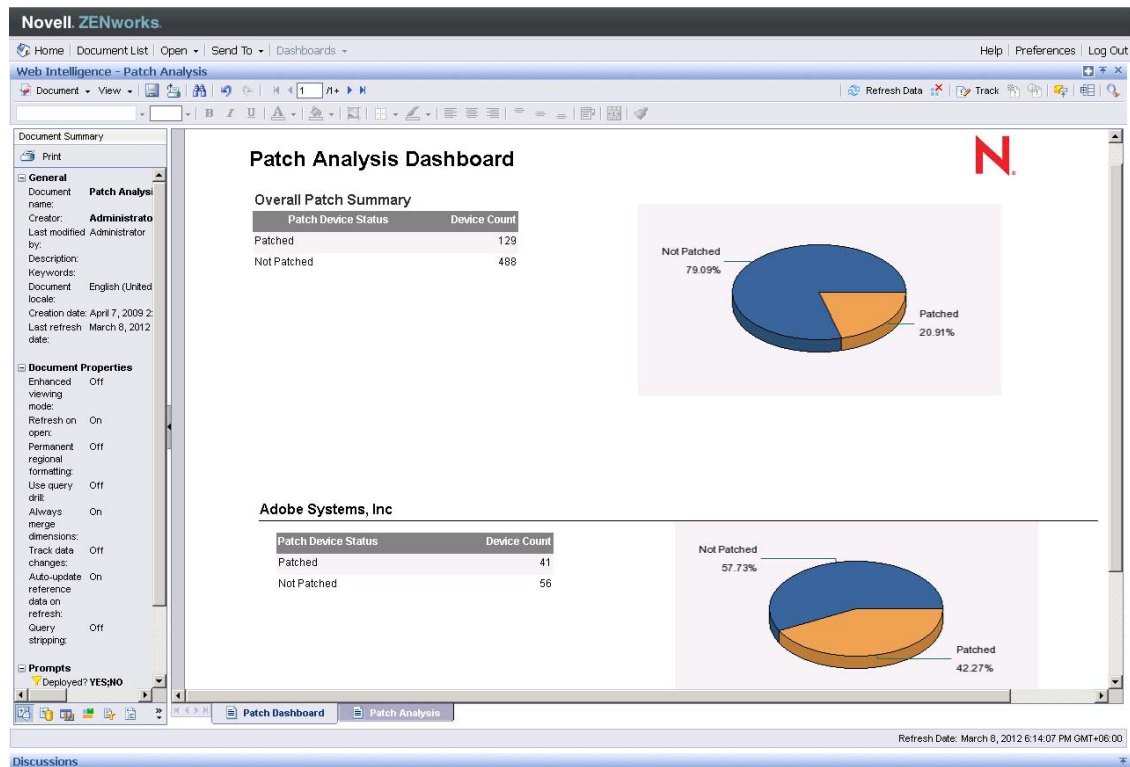 Novell. ZENworks.
Home | Document List | Open | Send To | Dashboards
Help | Preferences | Log Out
Web Intelligence - Patch Analysis
Document View 1 /1+ Refresh Data Track
B I U A
Document Summary
Print
General
Document name: Patch Analysi
Creator: Administrato
Last modified by: Administrator
Description:
Keywords:
Document locale: English (United
Creation date: April 7, 2009 2:
Last refresh date: March 8, 2012
Document Properties
Enhanced viewing mode: Off
Refresh on open: On
Permanent regional formatting: Off
Use query drill: Off
Always merge dimensions: On
Track data changes: Off
Auto-update reference data on refresh: On
Query stripping: Off
Prompts
Deployed? YES;NO
Patch Analysis Dashboard
N.
Overall Patch Summary
Patch Device Status Device Count
Patched 129
Not Patched 488
Not Patched
79.09%
Patched
20.91%
Adobe Systems, Inc
Patch Device Status Device Count
Patched 41
Not Patched 56
Not Patched
57.73%
Patched
42.27%
Patch Dashboard
Patch Analysis
Refresh Date: March 8, 2012 6:14:07 PM GMT+06:00
Discussions